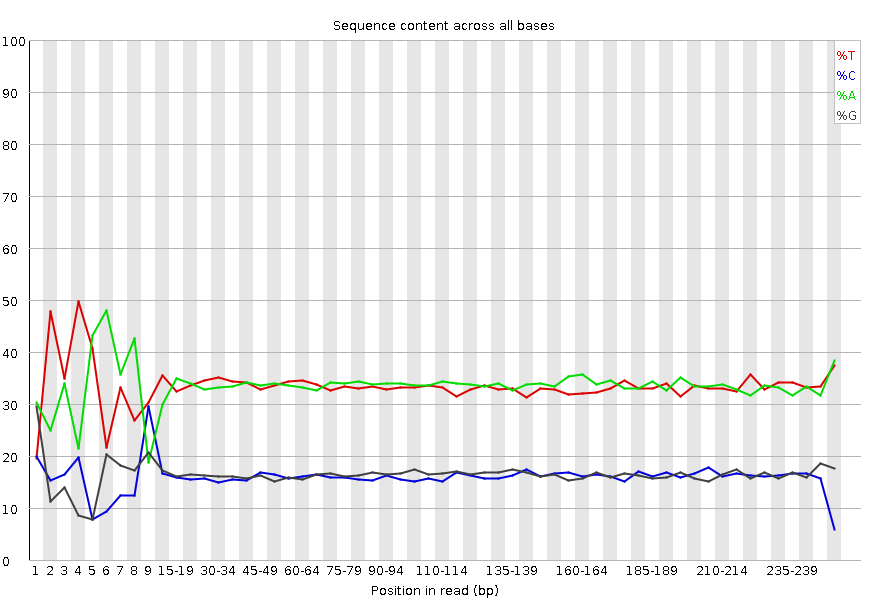 Sequence content across all bases
100
90
80
70
60
50
40
30
20
10
0
%T
%C
%A
%G
1 2 3 4 5 6 7 8 9 15-19 30-34 45-49 60-64 75-79 90-94 110-114 135-139 160-164 185-189 210-214 235-239
Position in read (bp)